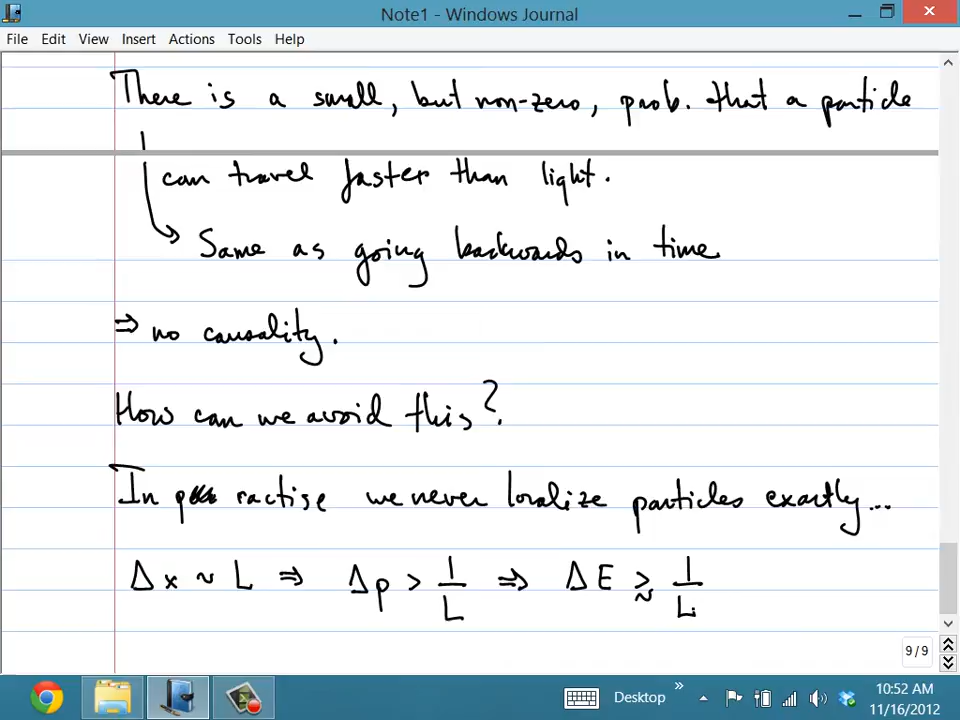 Note1 - Windows Journal
File Edit View Insert Actions Tools Help
There is a small, but non-zero, prob. that a particle
can travel faster than light.
↳ Same as going backwards in time
⇒ no causality.
How can we avoid this?
In practise we never localize particles exactly...
Δx ~ L ⇒ Δp > 1/L ⇒ ΔE ≳ 1/L
9 / 9
Desktop
10:52 AM
11/16/2012